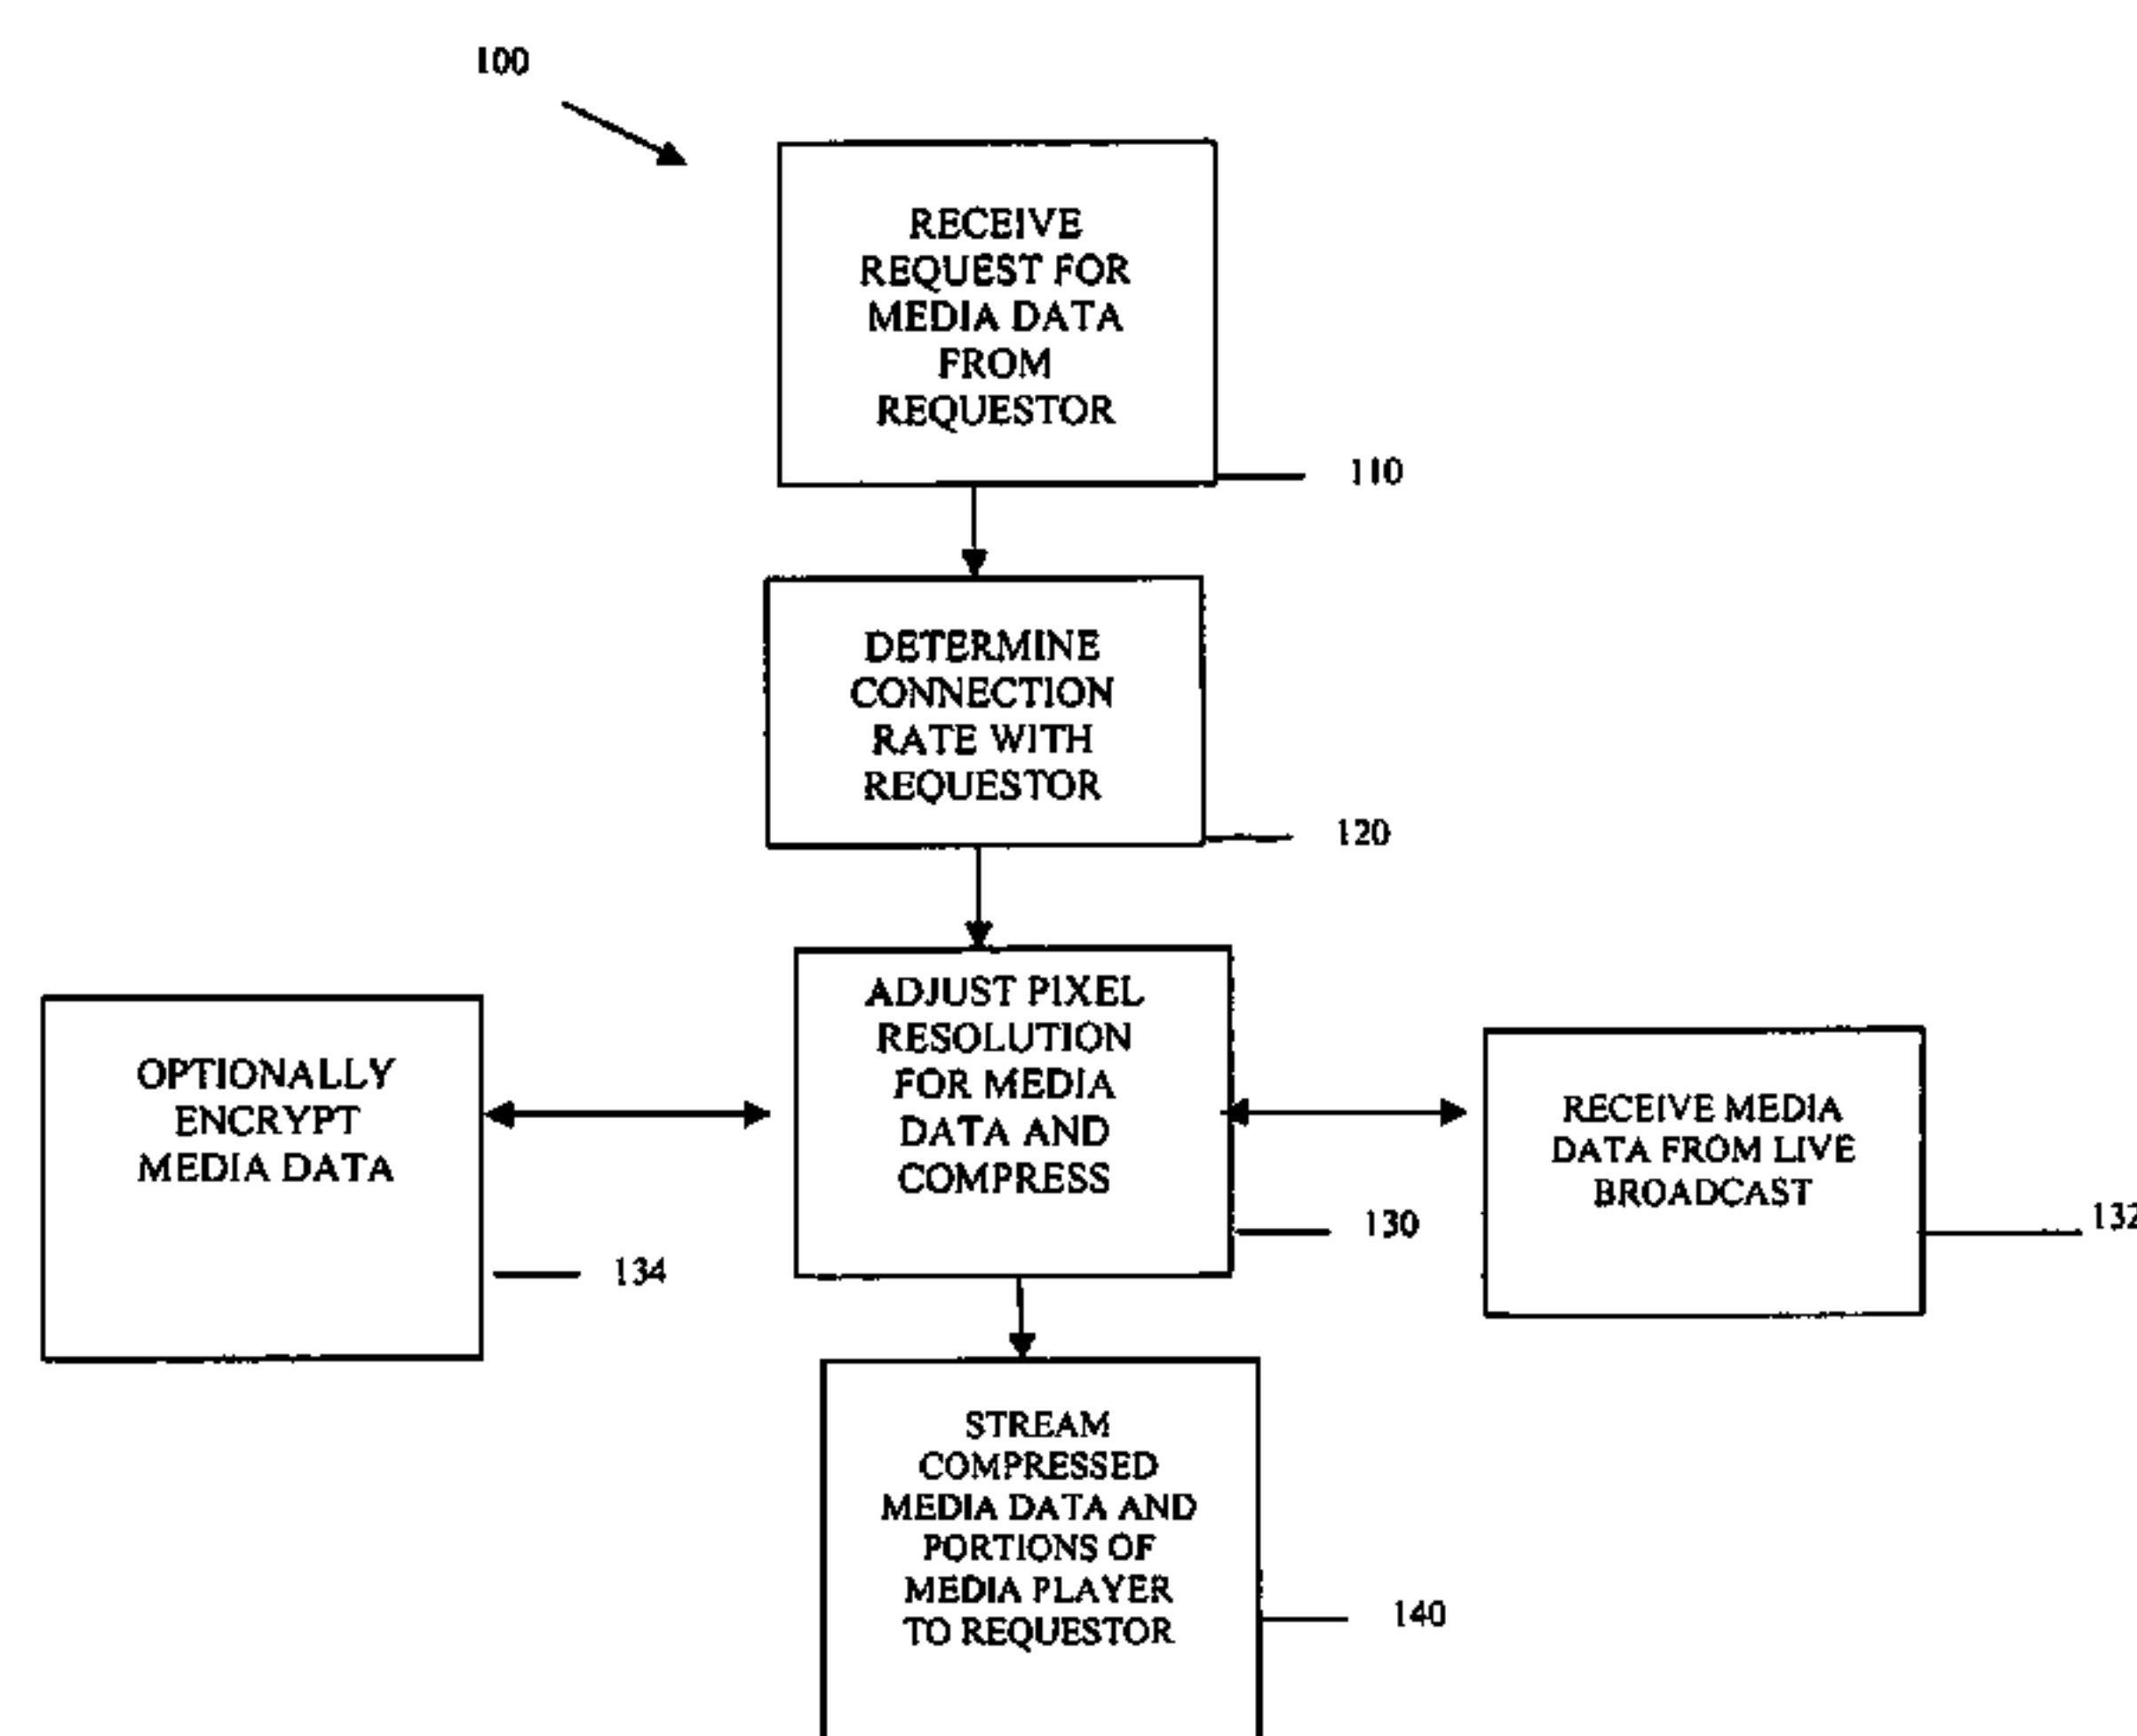 100
RECEIVE
REQUEST FOR
MEDIA DATA
FROM
REQUESTOR
110
DETERMINE
CONNECTION
RATE WITH
REQUESTOR
120
ADJUST PIXEL
RESOLUTION
FOR MEDIA
DATA AND
COMPRESS
130
OPTIONALLY
ENCRYPT
MEDIA DATA
134
RECEIVE MEDIA
DATA FROM LIVE
BROADCAST
132
STREAM
COMPRESSED
MEDIA DATA AND
PORTIONS OF
MEDIA PLAYER
TO REQUESTOR
140